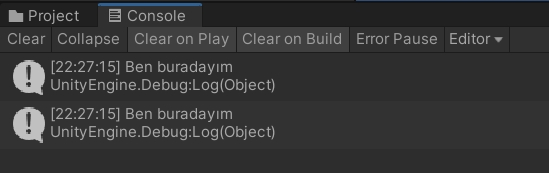 Project Console
Clear Collapse Clear on Play Clear on Build Error Pause Editor
[22:27:15] Ben buradayım
UnityEngine.Debug:Log(Object)
[22:27:15] Ben buradayım
UnityEngine.Debug:Log(Object)